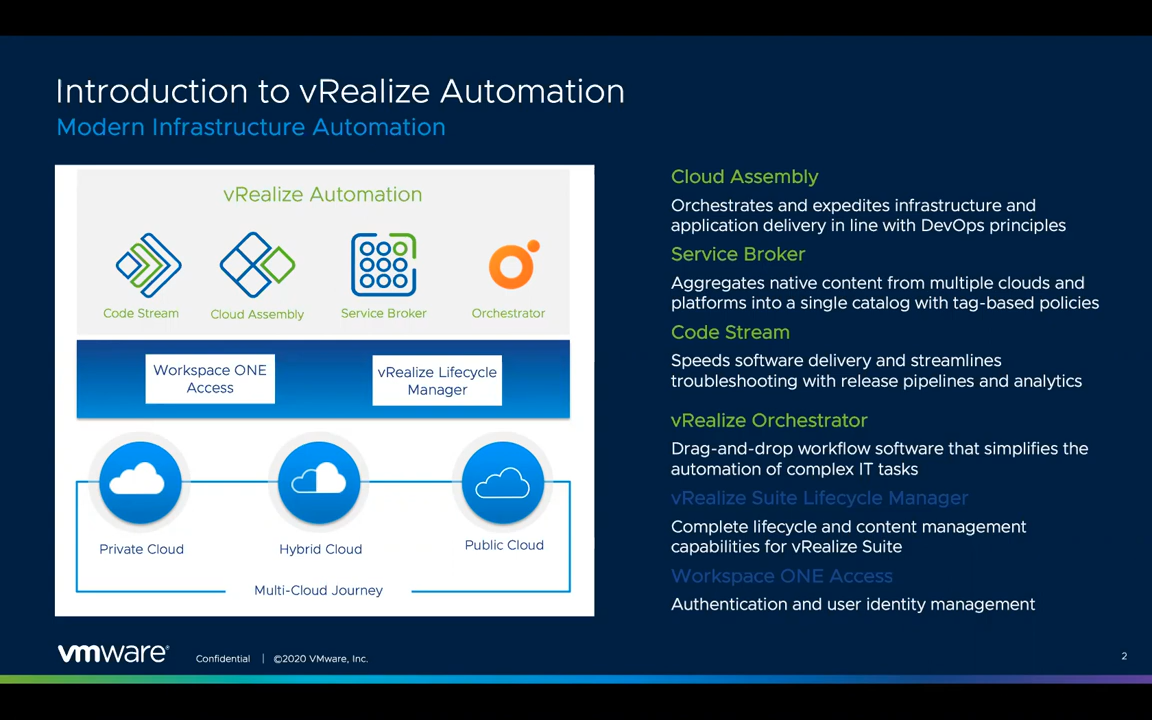 Introduction to vRealize Automation
Modern Infrastructure Automation
vRealize Automation
Code Stream
Cloud Assembly
Service Broker
Orchestrator
Workspace ONE
Access
vRealize Lifecycle
Manager
Private Cloud
Hybrid Cloud
Public Cloud
Multi-Cloud Journey
Cloud Assembly
Orchestrates and expedites infrastructure and
application delivery in line with DevOps principles
Service Broker
Aggregates native content from multiple clouds and
platforms into a single catalog with tag-based policies
Code Stream
Speeds software delivery and streamlines
troubleshooting with release pipelines and analytics
vRealize Orchestrator
Drag-and-drop workflow software that simplifies the
automation of complex IT tasks
vRealize Suite Lifecycle Manager
Complete lifecycle and content management
capabilities for vRealize Suite
Workspace ONE Access
Authentication and user identity management
vmware®
Confidential | ©2020 VMware, Inc.
2